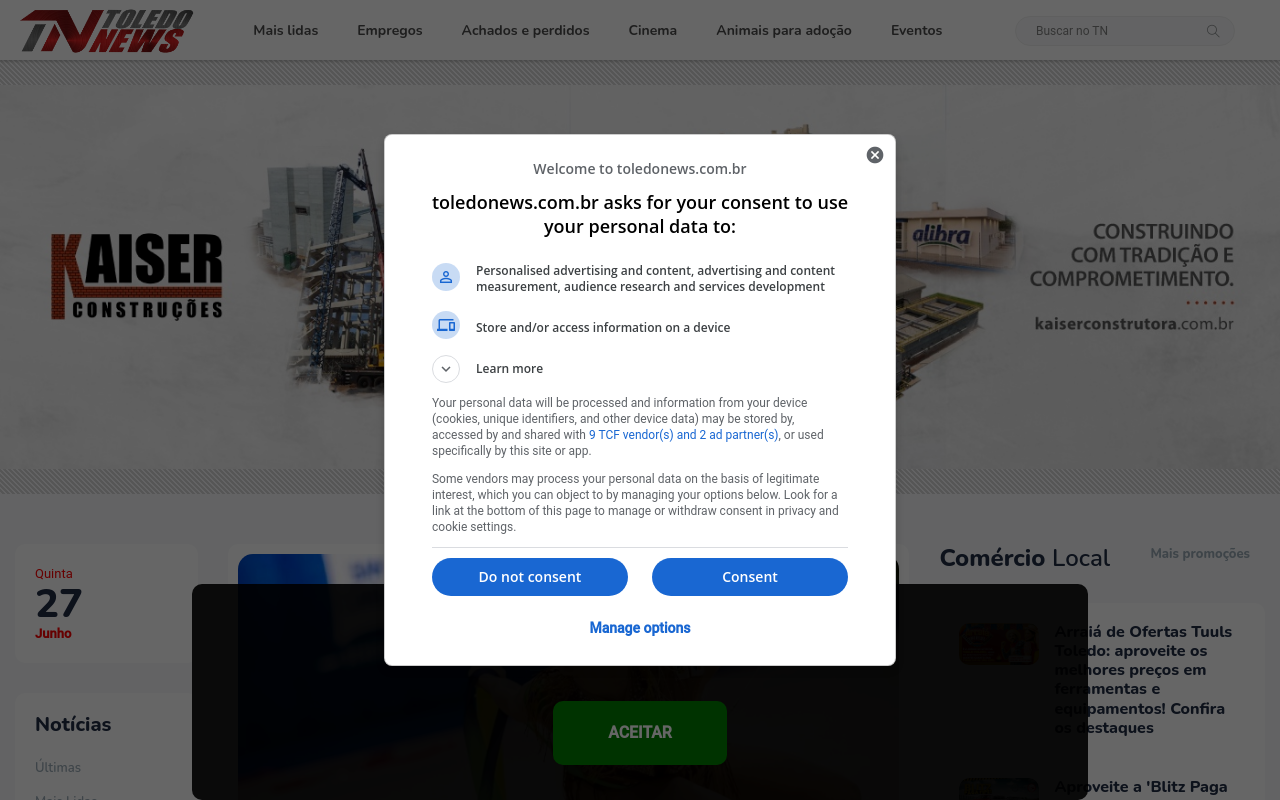 TOLEDO
TN NEWS
Mais lidas
Empregos
Achados e perdidos
Cinema
Animais para adoção
Eventos
Buscar no TN
KAISER
CONSTRUÇÕES
alibra
CONSTRUINDO
COM TRADIÇÃO E
COMPROMETIMENTO.
kaiserconstrutora.com.br
Welcome to toledonews.com.br
toledonews.com.br asks for your consent to use
your personal data to:
Personalised advertising and content, advertising and content
measurement, audience research and services development
Store and/or access information on a device
Learn more
Your personal data will be processed and information from your device
(cookies, unique identifiers, and other device data) may be stored by,
accessed by and shared with 9 TCF vendor(s) and 2 ad partner(s), or used
specifically by this site or app.
Some vendors may process your personal data on the basis of legitimate
interest, which you can object to by managing your options below. Look for a
link at the bottom of this page to manage or withdraw consent in privacy and
cookie settings.
Do not consent
Consent
Manage options
Quinta
27
Junho
Notícias
Últimas
Mais Lidas
ACEITAR
Comércio Local
Mais promoções
Arraiá de Ofertas Tuuls
Toledo: aproveite os
melhores preços em
ferramentas e
equipamentos! Confira
os destaques
Aproveite a 'Blitz Paga